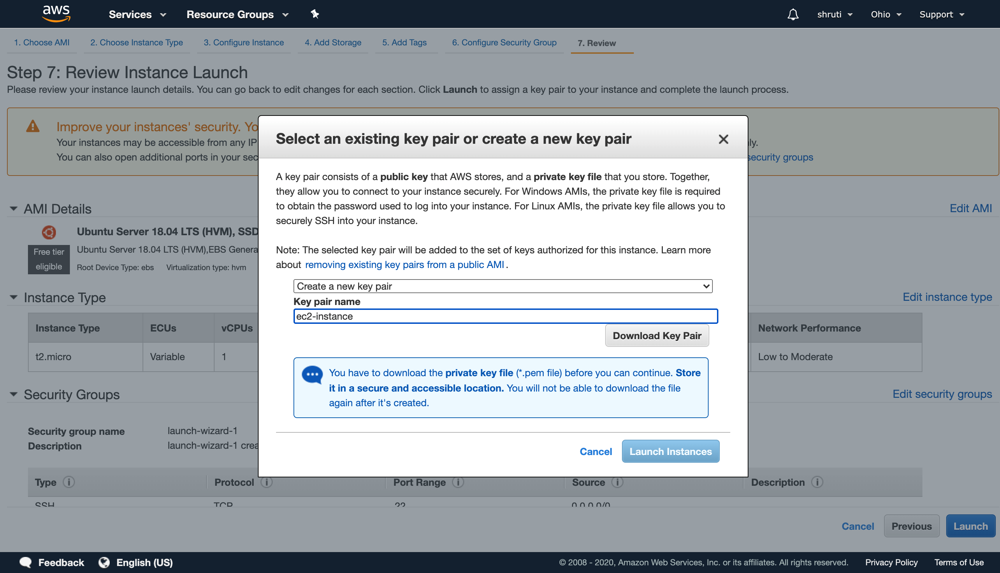 aws
Services
Resource Groups
shruti
Ohio
Support
1. Choose AMI
2. Choose Instance Type
3. Configure Instance
4. Add Storage
5. Add Tags
6. Configure Security Group
7. Review
Step 7: Review Instance Launch
Please review your instance launch details. You can go back to edit changes for each section. Click Launch to assign a key pair to your instance and complete the launch process.
Improve your instances' security. Yo
Your instances may be accessible from any IP
ly.
You can also open additional ports in your sec
security groups
Select an existing key pair or create a new key pair
A key pair consists of a public key that AWS stores, and a private key file that you store. Together,
they allow you to connect to your instance securely. For Windows AMIs, the private key file is required
to obtain the password used to log into your instance. For Linux AMIs, the private key file allows you to
securely SSH into your instance.
Note: The selected key pair will be added to the set of keys authorized for this instance. Learn more
about removing existing key pairs from a public AMI .
Create a new key pair
Key pair name
ec2-instance
Download Key Pair
You have to download the private key file (*.pem file) before you can continue. Store
it in a secure and accessible location. You will not be able to download the file
again after it's created.
Cancel
Launch Instances
AMI Details
Edit AMI
Ubuntu Server 18.04 LTS (HVM), SSD
Free tier
eligible
Ubuntu Server 18.04 LTS (HVM),EBS Genera
Root Device Type: ebs
Virtualization type: hvm
Instance Type
Edit instance type
Instance Type
ECUs
vCPUs
Network Performance
t2.micro
Variable
1
Low to Moderate
Security Groups
Edit security groups
Security group name
launch-wizard-1
Description
launch-wizard-1 crea
Type
Protocol
Port Range
Source
Description
SSH
TCP
22
0.0.0.0/0
Cancel
Previous
Launch
Feedback
English (US)
© 2008 - 2020, Amazon Web Services, Inc. or its affiliates. All rights reserved.
Privacy Policy
Terms of Use